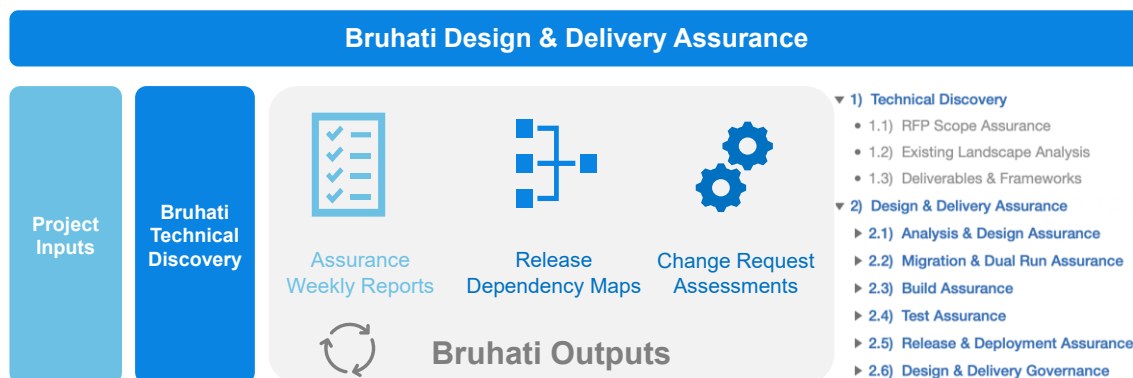 Bruhati Design & Delivery Assurance
Project
Inputs
Bruhati
Technical
Discovery
Assurance
Weekly Reports
Release
Dependency Maps
Change Request
Assessments
Bruhati Outputs
1) Technical Discovery
1.1) RFP Scope Assurance
1.2) Existing Landscape Analysis
1.3) Deliverables & Frameworks
2) Design & Delivery Assurance
2.1) Analysis & Design Assurance
2.2) Migration & Dual Run Assurance
2.3) Build Assurance
2.4) Test Assurance
2.5) Release & Deployment Assurance
2.6) Design & Delivery Governance